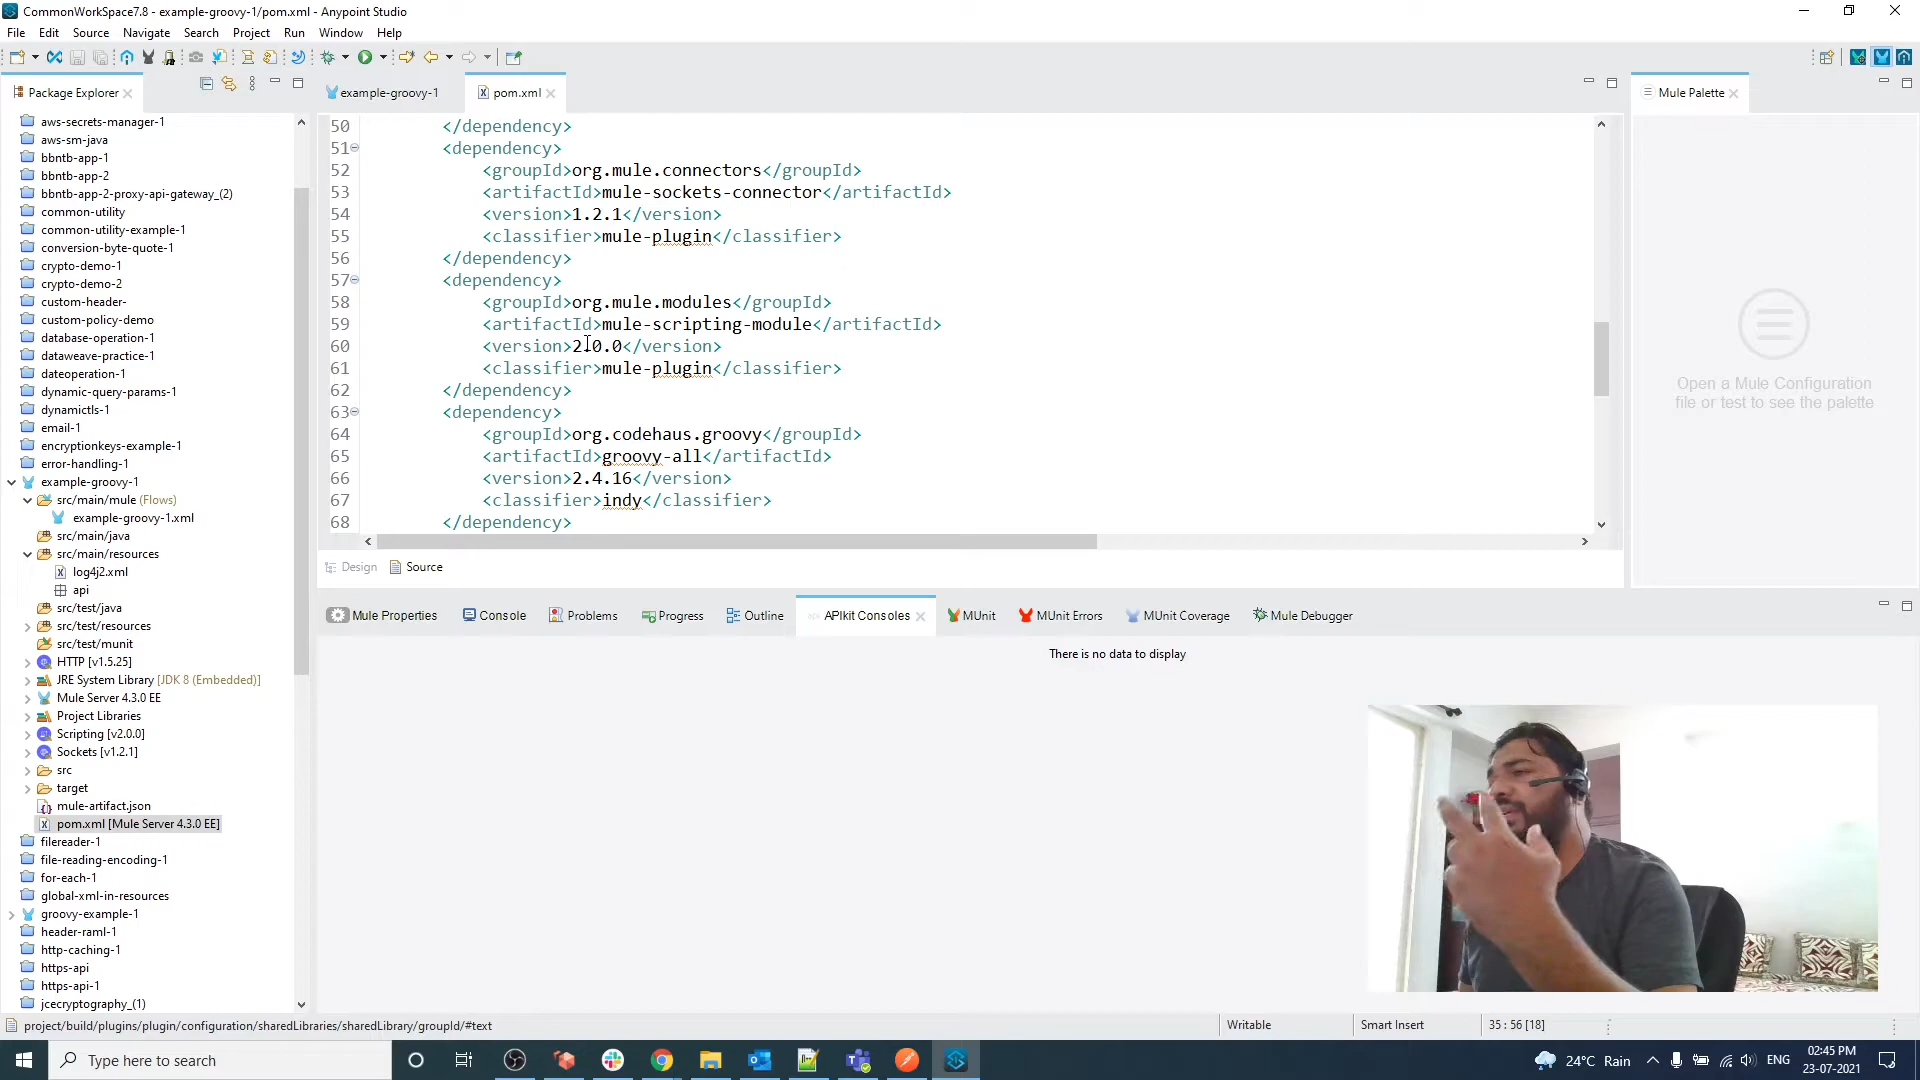 CommonWorkSpace7.8 - example-groovy-1/pom.xml - Anypoint Studio
File Edit Source Navigate Search Project Run Window Help
Package Explorer
example-groovy-1
pom.xml
Mule Palette
aws-secrets-manager-1
aws-sm-java
bbntb-app-1
bbntb-app-2
bbntb-app-2-proxy-api-gateway_(2)
common-utility
common-utility-example-1
conversion-byte-quote-1
crypto-demo-1
crypto-demo-2
custom-header-
custom-policy-demo
database-operation-1
dataweave-practice-1
dateoperation-1
dynamic-query-params-1
dynamictls-1
email-1
encryptionkeys-example-1
error-handling-1
example-groovy-1
src/main/mule (Flows)
example-groovy-1.xml
src/main/java
src/main/resources
log4j2.xml
api
src/test/java
src/test/resources
src/test/munit
HTTP [v1.5.25]
JRE System Library [JDK 8 (Embedded)]
Mule Server 4.3.0 EE
Project Libraries
Scripting [v2.0.0]
Sockets [v1.2.1]
src
target
mule-artifact.json
pom.xml [Mule Server 4.3.0 EE]
filereader-1
file-reading-encoding-1
for-each-1
global-xml-in-resources
groovy-example-1
header-raml-1
http-caching-1
https-api
https-api-1
jcecryptography_(1)
50 </dependency>
51 <dependency>
52 <groupId>org.mule.connectors</groupId>
53 <artifactId>mule-sockets-connector</artifactId>
54 <version>1.2.1</version>
55 <classifier>mule-plugin</classifier>
56 </dependency>
57 <dependency>
58 <groupId>org.mule.modules</groupId>
59 <artifactId>mule-scripting-module</artifactId>
60 <version>2.0.0</version>
61 <classifier>mule-plugin</classifier>
62 </dependency>
63 <dependency>
64 <groupId>org.codehaus.groovy</groupId>
65 <artifactId>groovy-all</artifactId>
66 <version>2.4.16</version>
67 <classifier>indy</classifier>
68 </dependency>
Design Source
Open a Mule Configuration
file or test to see the palette
Mule Properties Console Problems Progress Outline APIkit Consoles MUnit MUnit Errors MUnit Coverage Mule Debugger
There is no data to display
project/build/plugins/plugin/configuration/sharedLibraries/sharedLibrary/groupId/#text
Writable Smart Insert 35 : 56 [18]
Type here to search
24°C Rain
ENG
02:45 PM
23-07-2021